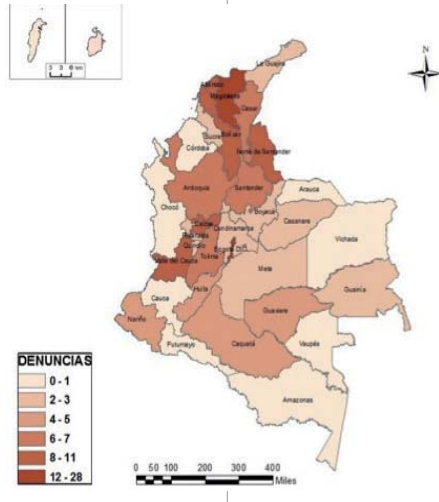 La Guajira
Atlántico
Magdalena
Cesar
Sucre
Bolívar
Córdoba
Norte de Santander
Antioquia
Santander
Arauca
Chocó
Boyacá
Casanare
Caldas
Risaralda
Cundinamarca
Vichada
Quindío
Bogotá D.C.
Tolima
Valle del Cauca
Meta
Guainía
Huila
Cauca
Guaviare
Nariño
Caquetá
Vaupés
Putumayo
Amazonas
DENUNCIAS
0 - 1
2 - 3
4 - 5
6 - 7
8 - 11
12 - 28
0 50 100 200 300 400
Miles